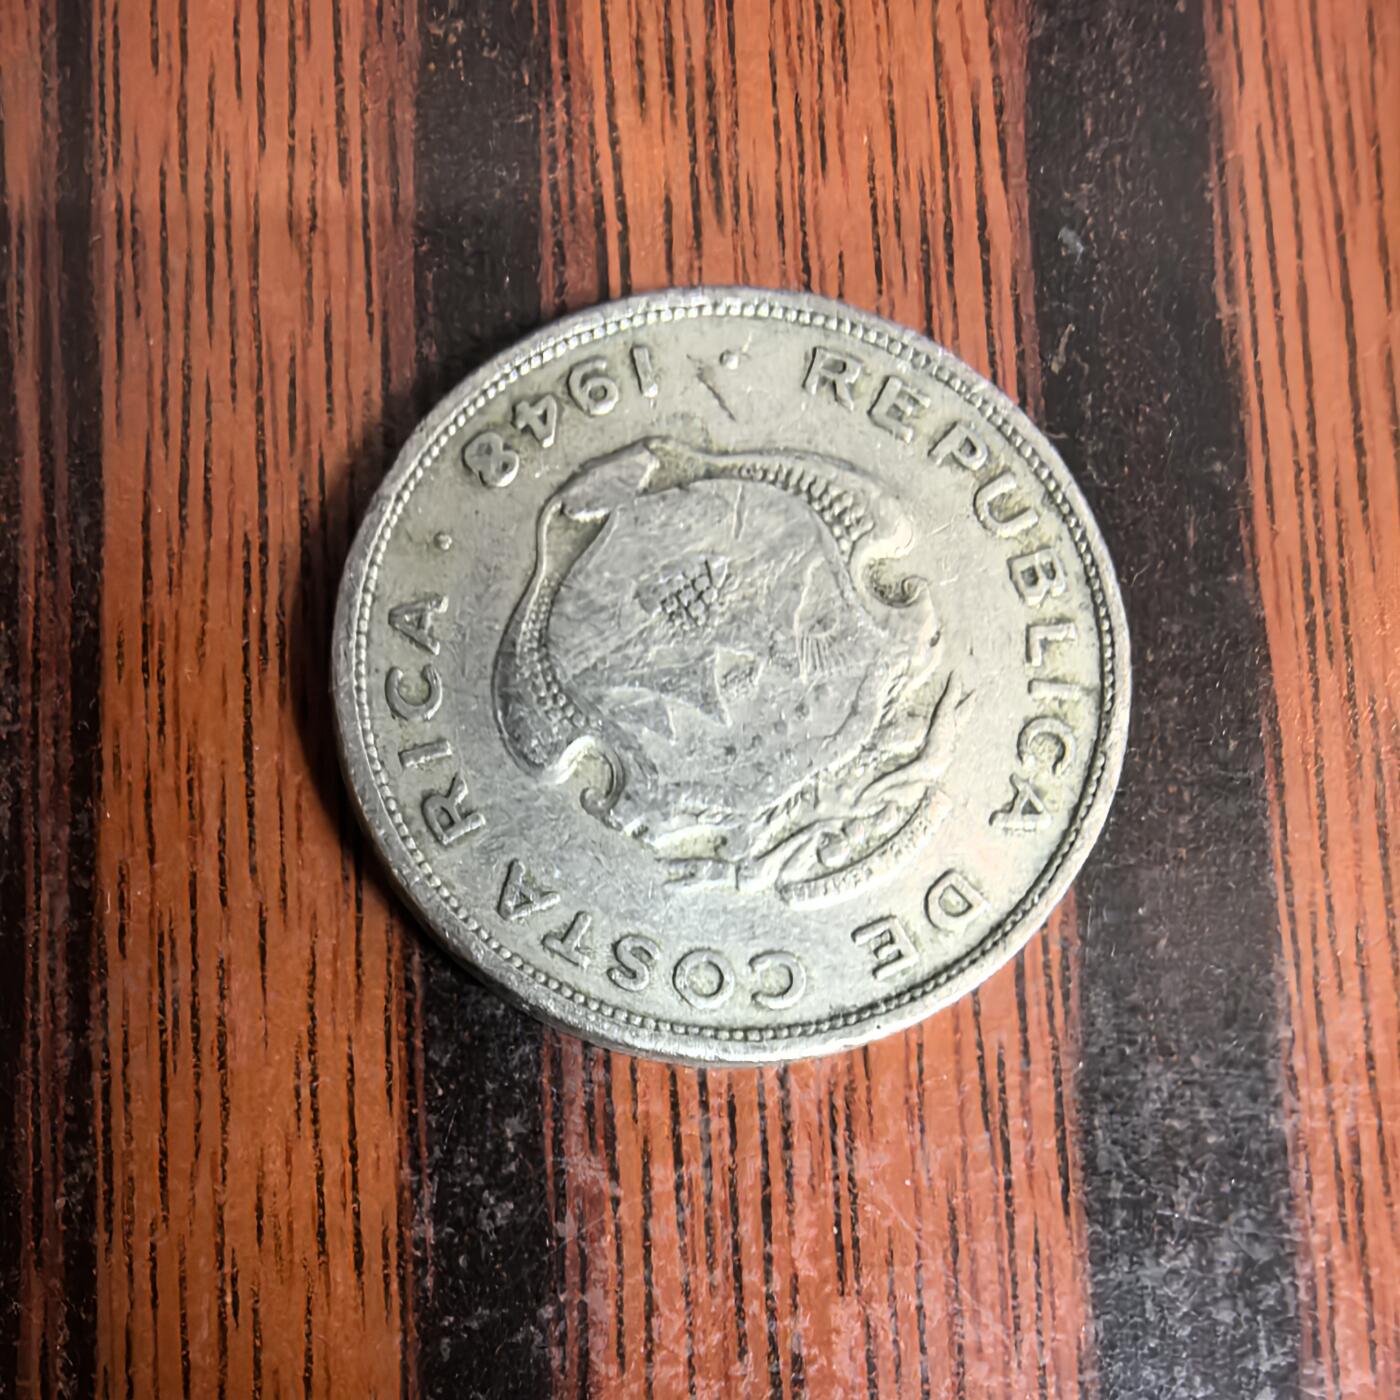 REPUBLICA DE COSTA RICA
1948